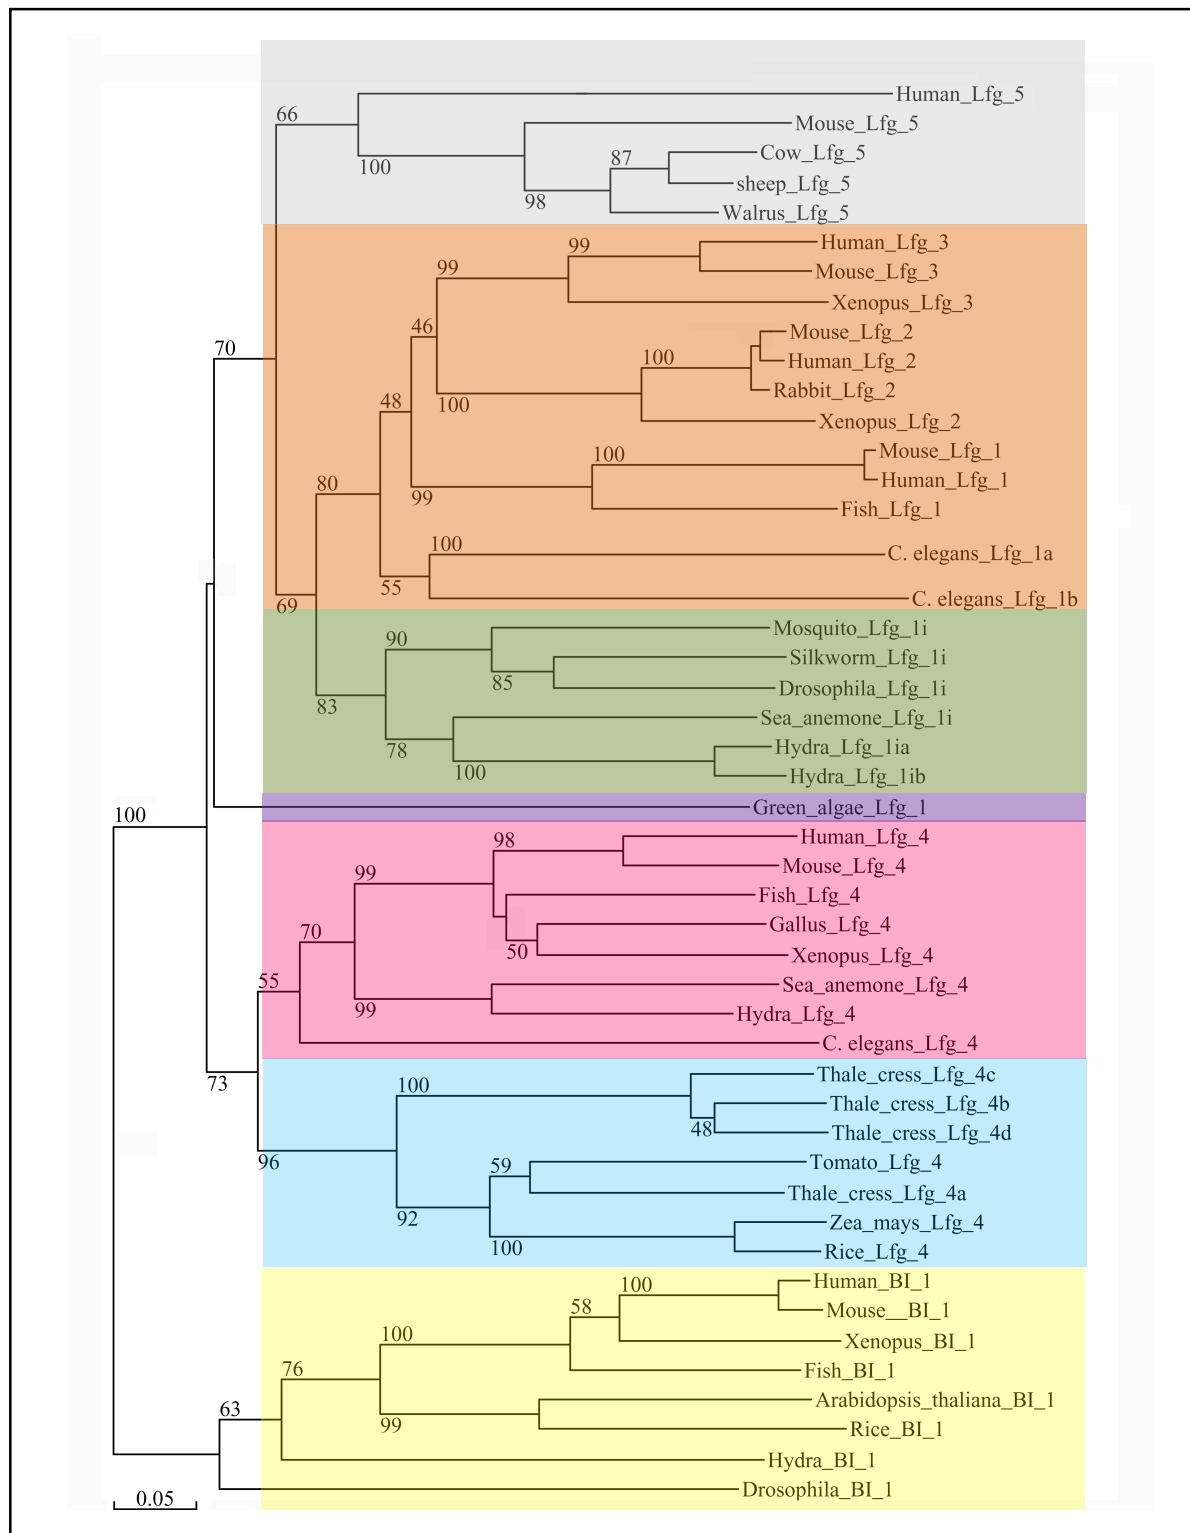 Human_Lfg_5
66
Mouse_Lfg_5
Cow_Lfg_5
87
100
sheep_Lfg_5
98
Walrus_Lfg_5
Human_Lfg_3
99
99
Mouse_Lfg_3
Xenopus_Lfg_3
46
Mouse_Lfg_2
70
100
Human_Lfg_2
Rabbit_Lfg_2
48
100
Xenopus_Lfg_2
Mouse_Lfg_1
100
Human_Lfg_1
80
99
Fish_Lfg_1
100
C. elegans_Lfg_1a
55
C. elegans_Lfg_1b
69
Mosquito_Lfg_1i
90
Silkworm_Lfg_1i
85
Drosophila_Lfg_1i
83
Sea_anemone_Lfg_1i
78
Hydra_Lfg_1ia
100
Hydra_Lfg_1ib
Green_algae_Lfg_1
100
Human_Lfg_4
98
Mouse_Lfg_4
99
Fish_Lfg_4
Gallus_Lfg_4
70
50
Xenopus_Lfg_4
55
Sea_anemone_Lfg_4
99
Hydra_Lfg_4
C. elegans_Lfg_4
73
Thale_cress_Lfg_4c
100
Thale_cress_Lfg_4b
48
Thale_cress_Lfg_4d
96
59
Tomato_Lfg_4
Thale_cress_Lfg_4a
92
Zea_mays_Lfg_4
100
Rice_Lfg_4
Human_BI_1
100
58
Mouse__BI_1
100
Xenopus_BI_1
76
Fish_BI_1
Arabidopsis_thaliana_BI_1
63
99
Rice_BI_1
Hydra_BI_1
Drosophila_BI_1
0.05